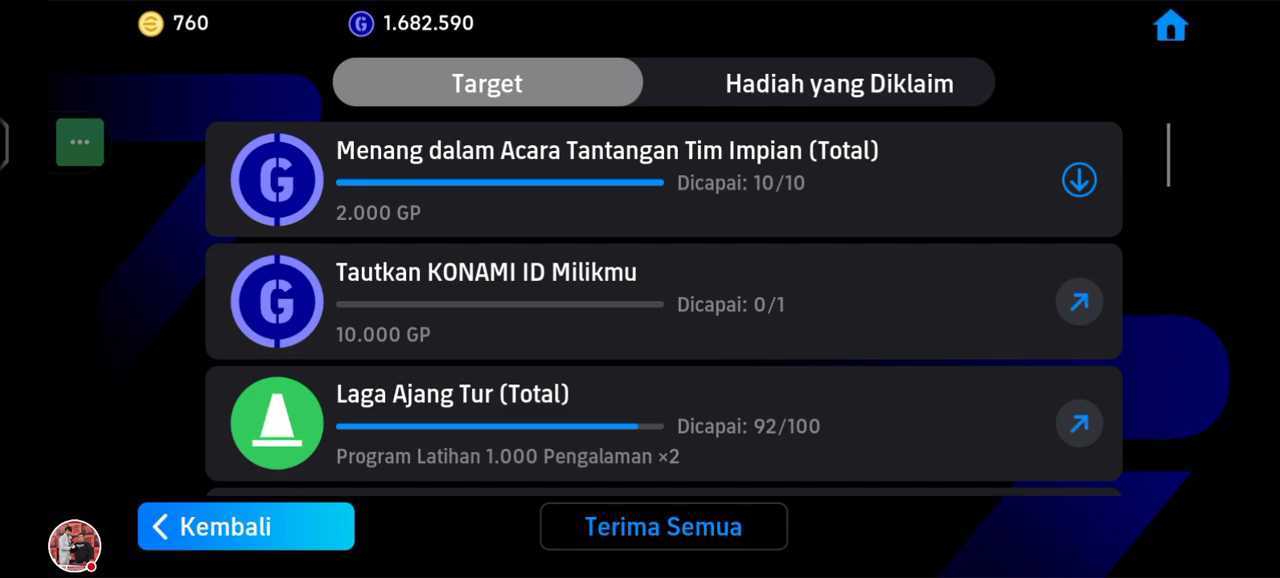 760
1.682.590
Target
Hadiah yang Diklaim
Menang dalam Acara Tantangan Tim Impian (Total)
Dicapai: 10/10
2.000 GP
Tautkan KONAMI ID Milikmu
Dicapai: 0/1
10.000 GP
Laga Ajang Tur (Total)
Dicapai: 92/100
Program Latihan 1.000 Pengalaman ×2
Kembali
Terima Semua